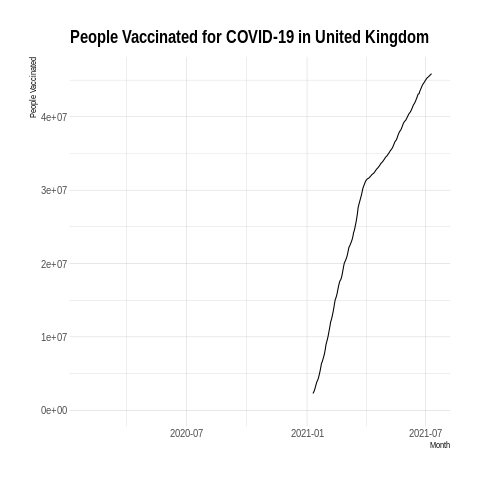 People Vaccinated for COVID-19 in United Kingdom
People Vaccinated
4e+07
3e+07
2e+07
1e+07
0e+00
2020-07 2021-01 2021-07
Month